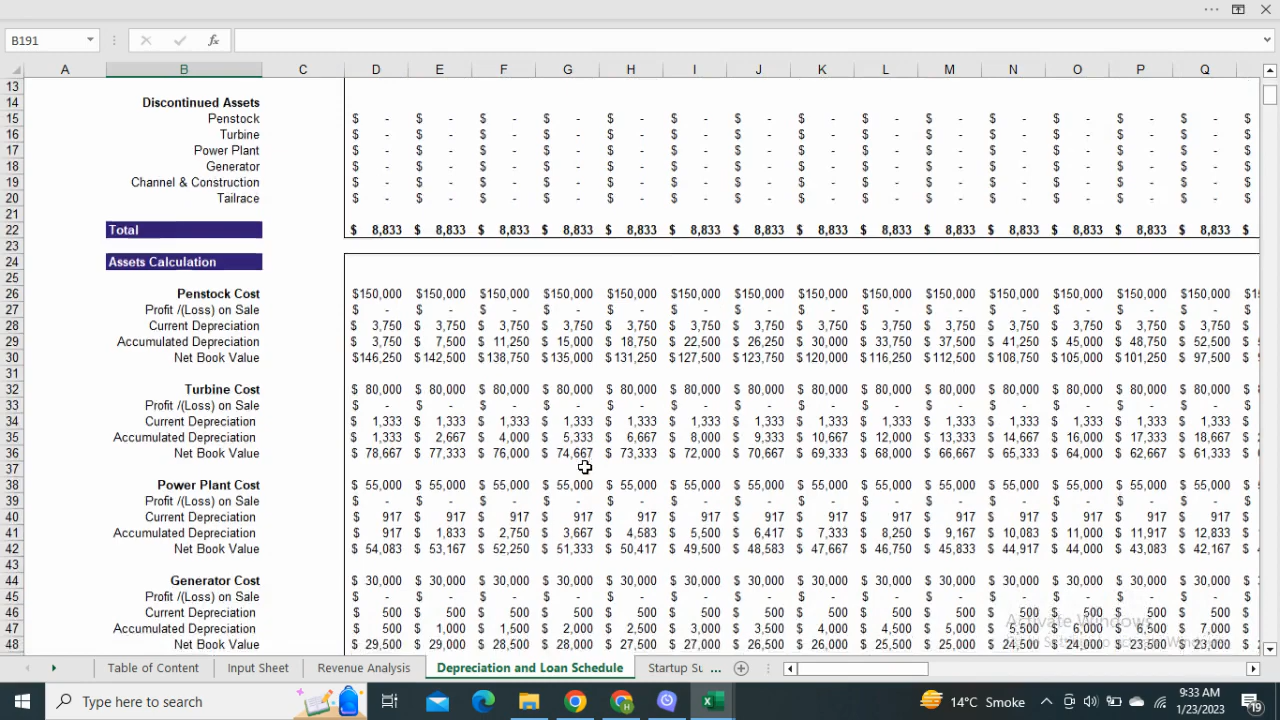 B191
fx
A B C D E F G H I J K L M N O P Q
13
14 Discontinued Assets
15 Penstock $ - $ - $ - $ - $ - $ - $ - $ - $ - $ - $ - $ - $ - $ - $
16 Turbine $ - $ - $ - $ - $ - $ - $ - $ - $ - $ - $ - $ - $ - $ - $
17 Power Plant $ - $ - $ - $ - $ - $ - $ - $ - $ - $ - $ - $ - $ - $ - $
18 Generator $ - $ - $ - $ - $ - $ - $ - $ - $ - $ - $ - $ - $ - $ - $
19 Channel & Construction $ - $ - $ - $ - $ - $ - $ - $ - $ - $ - $ - $ - $ - $ - $
20 Tailrace $ - $ - $ - $ - $ - $ - $ - $ - $ - $ - $ - $ - $ - $ - $
21
22 Total $ 8,833 $ 8,833 $ 8,833 $ 8,833 $ 8,833 $ 8,833 $ 8,833 $ 8,833 $ 8,833 $ 8,833 $ 8,833 $ 8,833 $ 8,833 $ 8,833 $
23
24 Assets Calculation
25
26 Penstock Cost $150,000 $150,000 $150,000 $150,000 $150,000 $150,000 $150,000 $150,000 $150,000 $150,000 $150,000 $150,000 $150,000 $150,000
27 Profit /(Loss) on Sale $ - $ - $ - $ - $ - $ - $ - $ - $ - $ - $ - $ - $ - $ - $
28 Current Depreciation $ 3,750 $ 3,750 $ 3,750 $ 3,750 $ 3,750 $ 3,750 $ 3,750 $ 3,750 $ 3,750 $ 3,750 $ 3,750 $ 3,750 $ 3,750 $ 3,750 $
29 Accumulated Depreciation $ 3,750 $ 7,500 $ 11,250 $ 15,000 $ 18,750 $ 22,500 $ 26,250 $ 30,000 $ 33,750 $ 37,500 $ 41,250 $ 45,000 $ 48,750 $ 52,500 $
30 Net Book Value $146,250 $142,500 $138,750 $135,000 $131,250 $127,500 $123,750 $120,000 $116,250 $112,500 $108,750 $105,000 $101,250 $ 97,500 $
31
32 Turbine Cost $ 80,000 $ 80,000 $ 80,000 $ 80,000 $ 80,000 $ 80,000 $ 80,000 $ 80,000 $ 80,000 $ 80,000 $ 80,000 $ 80,000 $ 80,000 $ 80,000 $
33 Profit /(Loss) on Sale $ - $ - $ - $ - $ - $ - $ - $ - $ - $ - $ - $ - $ - $ - $
34 Current Depreciation $ 1,333 $ 1,333 $ 1,333 $ 1,333 $ 1,333 $ 1,333 $ 1,333 $ 1,333 $ 1,333 $ 1,333 $ 1,333 $ 1,333 $ 1,333 $ 1,333 $
35 Accumulated Depreciation $ 1,333 $ 2,667 $ 4,000 $ 5,333 $ 6,667 $ 8,000 $ 9,333 $ 10,667 $ 12,000 $ 13,333 $ 14,667 $ 16,000 $ 17,333 $ 18,667 $
36 Net Book Value $ 78,667 $ 77,333 $ 76,000 $ 74,667 $ 73,333 $ 72,000 $ 70,667 $ 69,333 $ 68,000 $ 66,667 $ 65,333 $ 64,000 $ 62,667 $ 61,333 $
37
38 Power Plant Cost $ 55,000 $ 55,000 $ 55,000 $ 55,000 $ 55,000 $ 55,000 $ 55,000 $ 55,000 $ 55,000 $ 55,000 $ 55,000 $ 55,000 $ 55,000 $ 55,000 $
39 Profit /(Loss) on Sale $ - $ - $ - $ - $ - $ - $ - $ - $ - $ - $ - $ - $ - $ - $
40 Current Depreciation $ 917 $ 917 $ 917 $ 917 $ 917 $ 917 $ 917 $ 917 $ 917 $ 917 $ 917 $ 917 $ 917 $ 917 $
41 Accumulated Depreciation $ 917 $ 1,833 $ 2,750 $ 3,667 $ 4,583 $ 5,500 $ 6,417 $ 7,333 $ 8,250 $ 9,167 $ 10,083 $ 11,000 $ 11,917 $ 12,833 $
42 Net Book Value $ 54,083 $ 53,167 $ 52,250 $ 51,333 $ 50,417 $ 49,500 $ 48,583 $ 47,667 $ 46,750 $ 45,833 $ 44,917 $ 44,000 $ 43,083 $ 42,167 $
43
44 Generator Cost $ 30,000 $ 30,000 $ 30,000 $ 30,000 $ 30,000 $ 30,000 $ 30,000 $ 30,000 $ 30,000 $ 30,000 $ 30,000 $ 30,000 $ 30,000 $ 30,000 $
45 Profit /(Loss) on Sale $ - $ - $ - $ - $ - $ - $ - $ - $ - $ - $ - $ - $ - $ - $
46 Current Depreciation $ 500 $ 500 $ 500 $ 500 $ 500 $ 500 $ 500 $ 500 $ 500 $ 500 $ 500 $ 500 $ 500 $ 500 $
47 Accumulated Depreciation $ 500 $ 1,000 $ 1,500 $ 2,000 $ 2,500 $ 3,000 $ 3,500 $ 4,000 $ 4,500 $ 5,000 $ 5,500 $ 6,000 $ 6,500 $ 7,000 $
48 Net Book Value $ 29,500 $ 29,000 $ 28,500 $ 28,000 $ 27,500 $ 27,000 $ 26,500 $ 26,000 $ 25,500 $ 25,000 $ 24,500 $ 24,000 $ 23,500 $ 23,000 $
Activate Windows
Table of Content Input Sheet Revenue Analysis Depreciation and Loan Schedule Startup Su ...
Type here to search
14°C Smoke
9:33 AM
1/23/2023
19